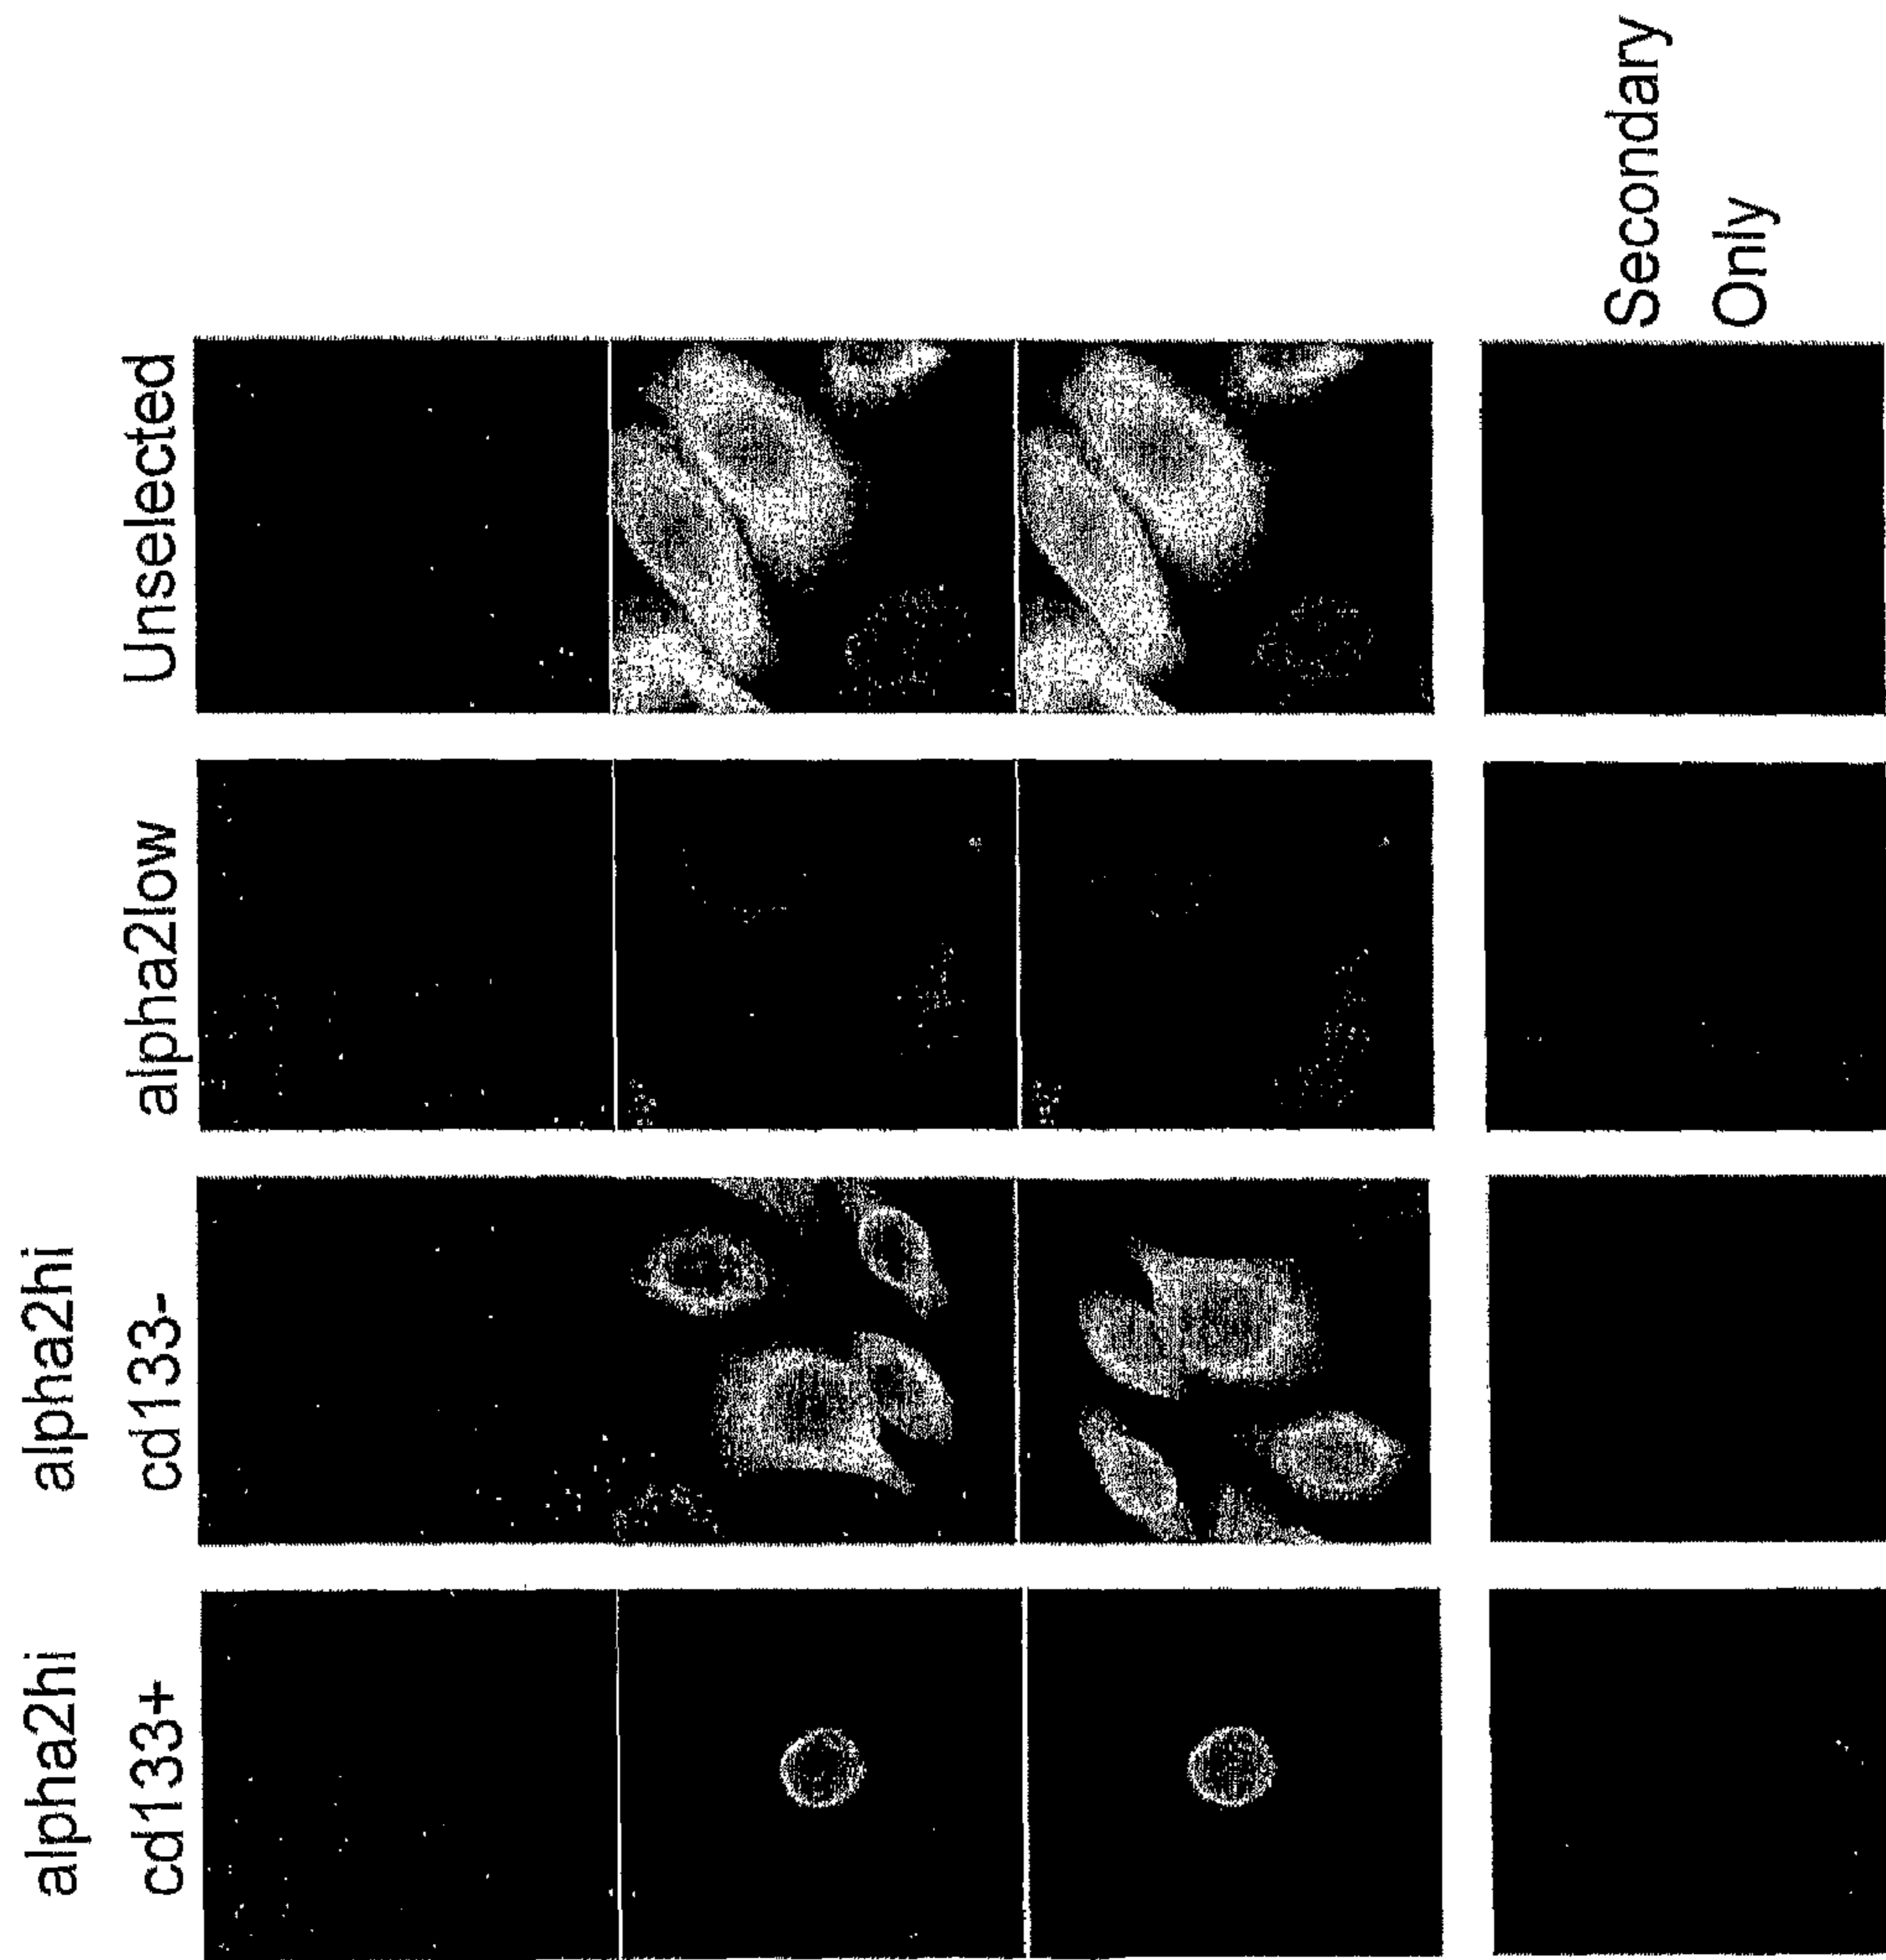 alpha2hi
cd133+
alpha2hi
cd133-
alpha2low
Unselected
Secondary
Only